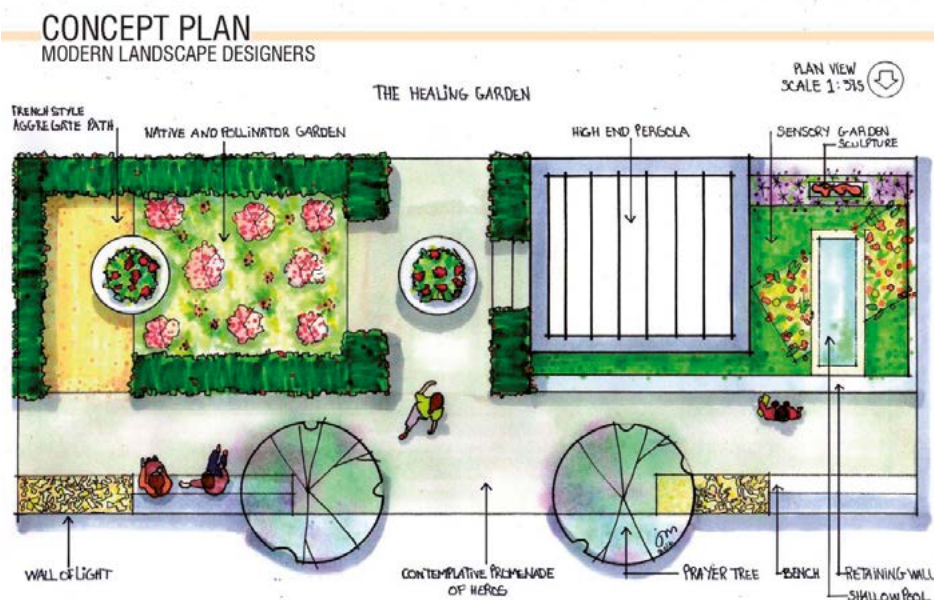 CONCEPT PLAN
MODERN LANDSCAPE DESIGNERS
THE HEALING GARDEN
PLAN VIEW
SCALE 1:375
FRENCH STYLE
AGGREGATE PATH
NATIVE AND POLLINATOR GARDEN
HIGH END PERGOLA
SENSORY GARDEN
SCULPTURE
jm
WALL OF LIGHT
CONTEMPLATIVE PROMENADE
OF HEROS
PRAYER TREE
BENCH
RETAINING WALL
SHALLOW POOL